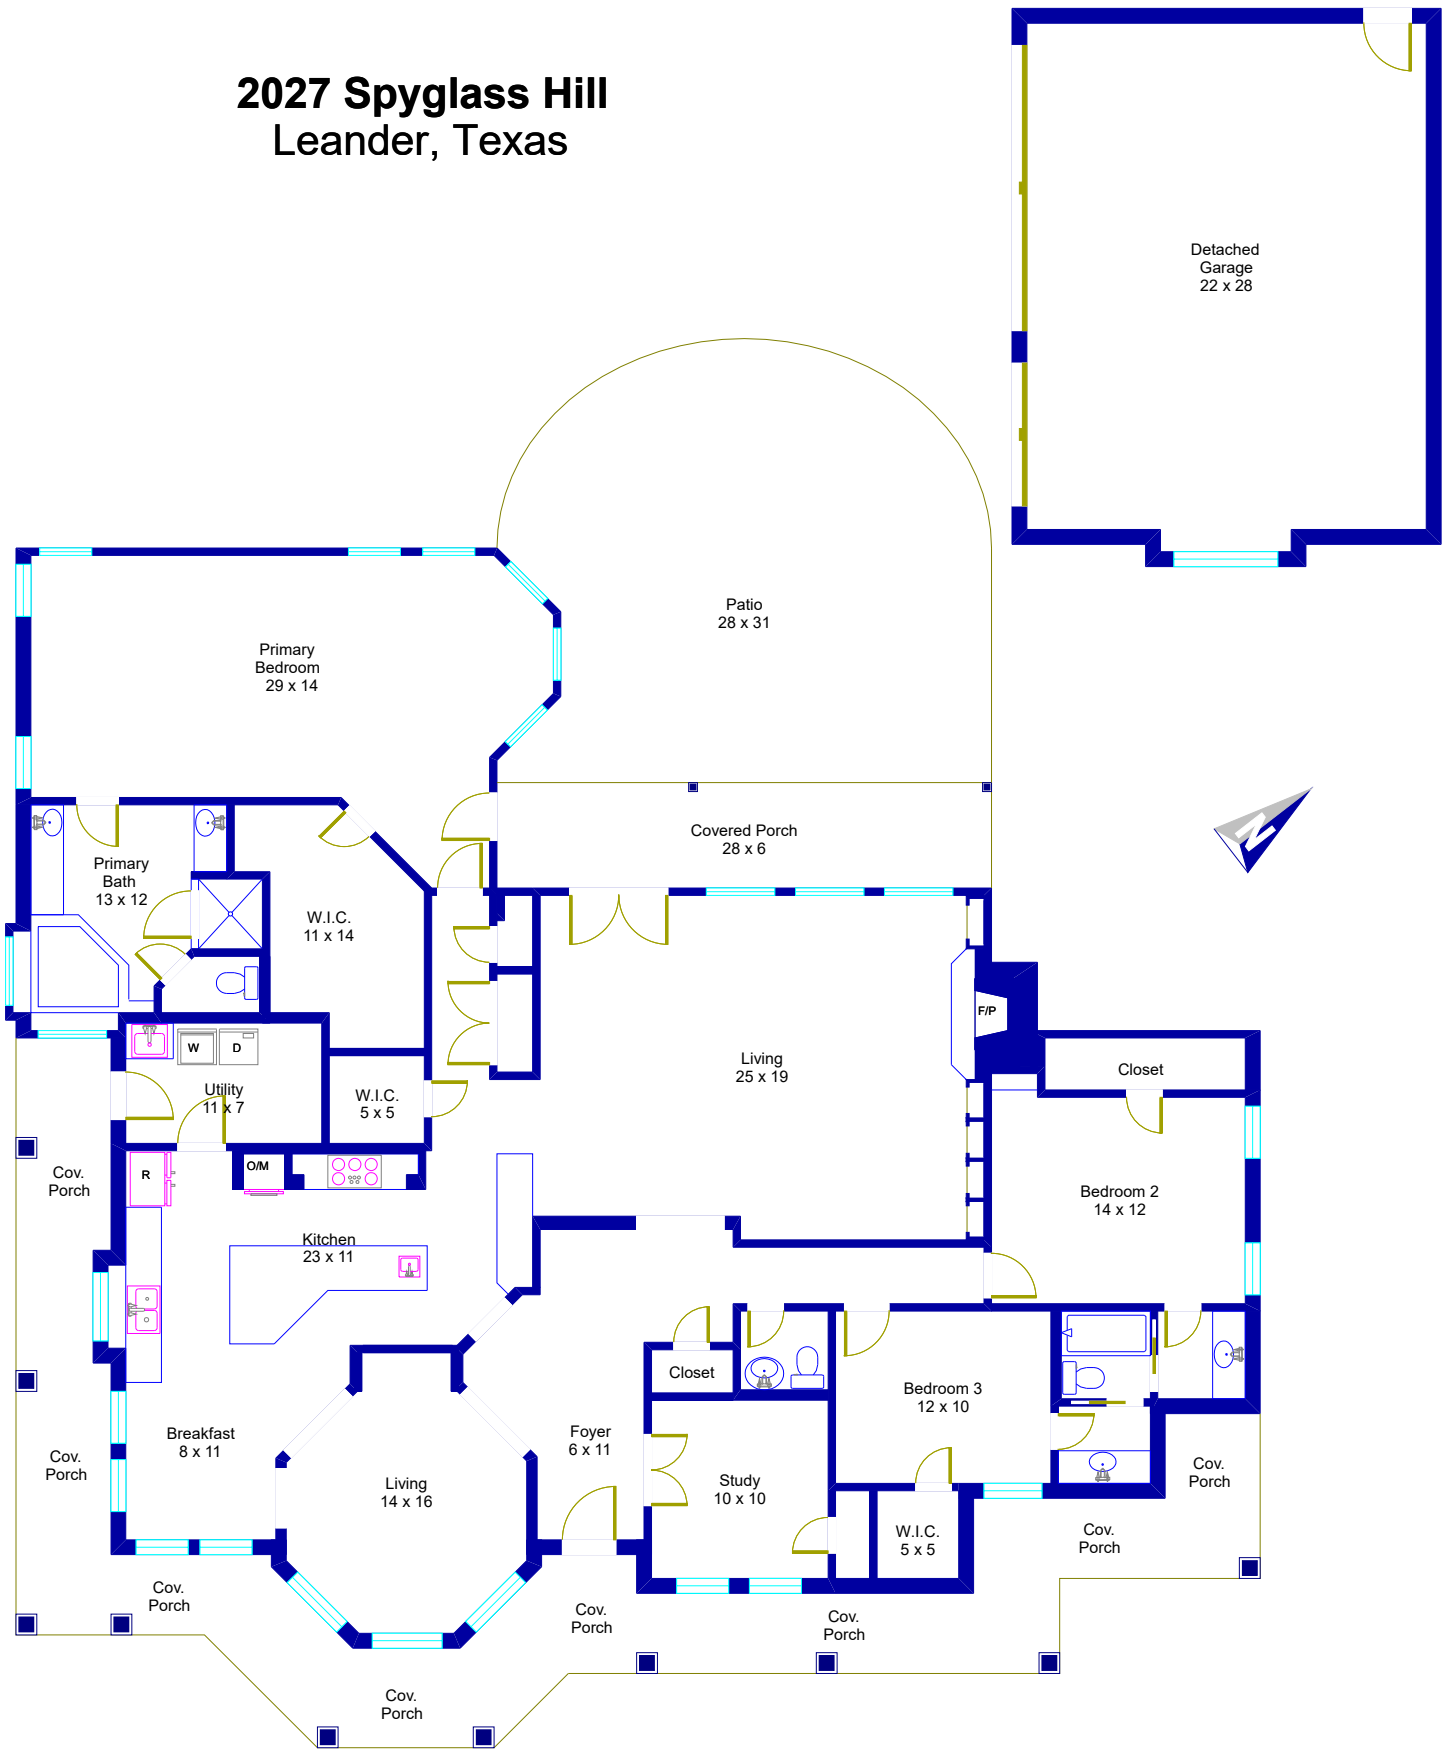 2027 Spyglass Hill
Leander, Texas
Detached
Garage
22 x 28
Patio
28 x 31
Primary
Bedroom
29 x 14
Covered Porch
28 x 6
Primary
Bath
13 x 12
W.I.C.
11 x 14
N
F/P
W
D
Living
25 x 19
Closet
Utility
11 x 7
W.I.C.
5 x 5
O/M
R
Cov.
Porch
Bedroom 2
14 x 12
Kitchen
23 x 11
Closet
Bedroom 3
12 x 10
Breakfast
8 x 11
Foyer
6 x 11
Cov.
Porch
Living
14 x 16
Study
10 x 10
Cov.
Porch
W.I.C.
5 x 5
Cov.
Porch
Cov.
Porch
Cov.
Porch
Cov.
Porch
Cov.
Porch